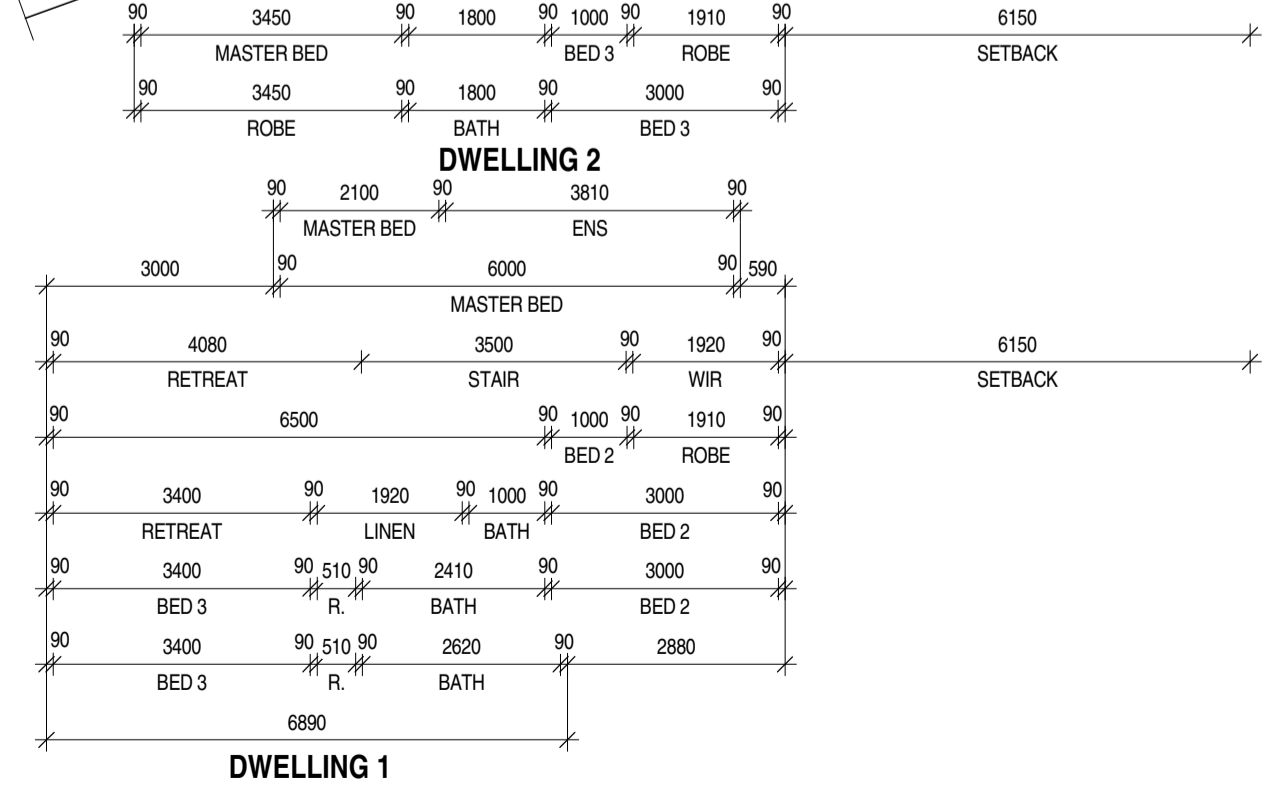 90 3450 90 1800 90 1000 90 1910 90 6150
MASTER BED BED 3 ROBE SETBACK
90 3450 90 1800 90 3000 90
ROBE BATH BED 3
DWELLING 2
90 2100 90 3810 90
MASTER BED ENS
3000 90 6000 90 590
MASTER BED
90 4080 3500 90 1920 90 6150
RETREAT STAIR WIR SETBACK
90 6500 90 1000 90 1910 90
BED 2 ROBE
90 3400 90 1920 90 1000 90 3000 90
RETREAT LINEN BATH BED 2
90 3400 90 510 90 2410 90 3000 90
BED 3 R. BATH BED 2
90 3400 90 510 90 2620 90 2880
BED 3 R. BATH
6890
DWELLING 1